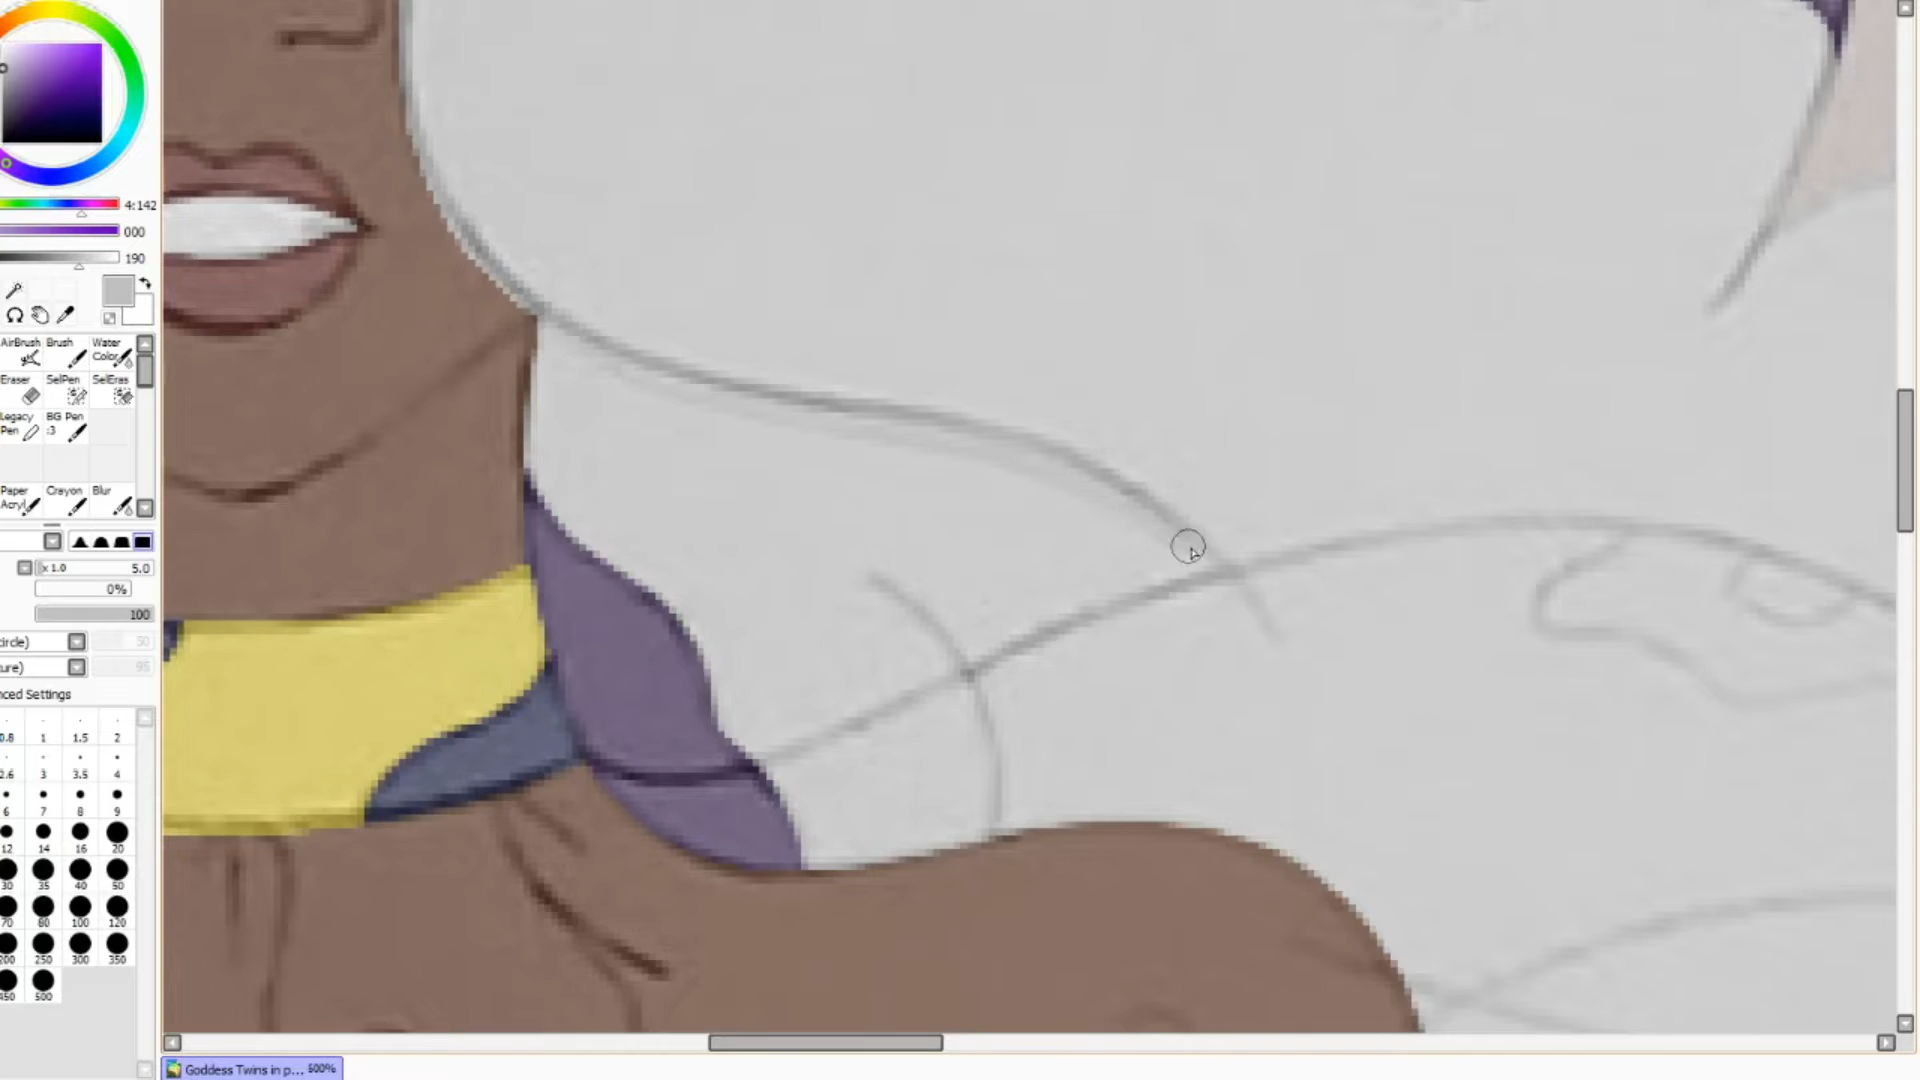 4:142
000
190
AirBrush Brush Water
Color
Eraser SelPen SelEras
Legacy BG Pen
Pen :3
Paper Crayon Blur
Acryl
x 1.0 5.0
0%
100
circle) 50
ure) 95
nced Settings
0.8 1 1.5 2
2.6 3 3.5 4
6 7 8 9
12 14 16 20
30 35 40 50
70 80 100 120
200 250 300 350
450 500
Goddess Twins in p... 500%